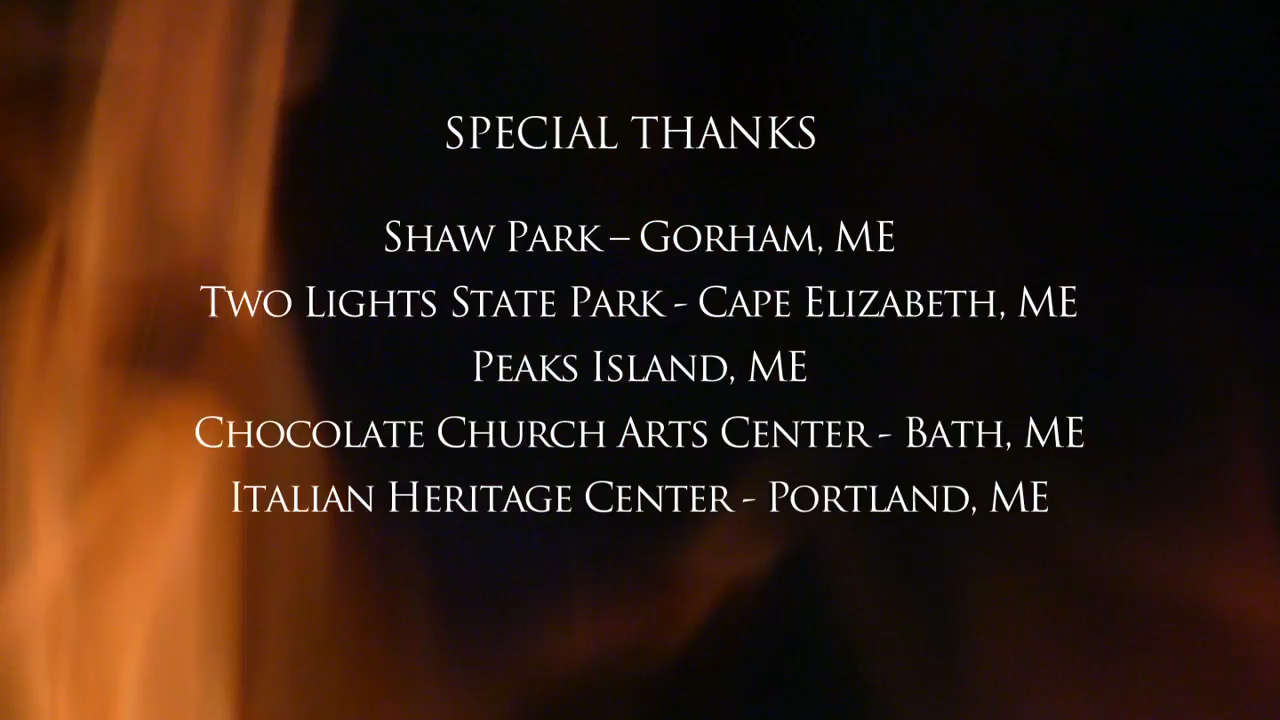 SPECIAL THANKS
SHAW PARK – GORHAM, ME
TWO LIGHTS STATE PARK - CAPE ELIZABETH, ME
PEAKS ISLAND, ME
CHOCOLATE CHURCH ARTS CENTER - BATH, ME
ITALIAN HERITAGE CENTER - PORTLAND, ME